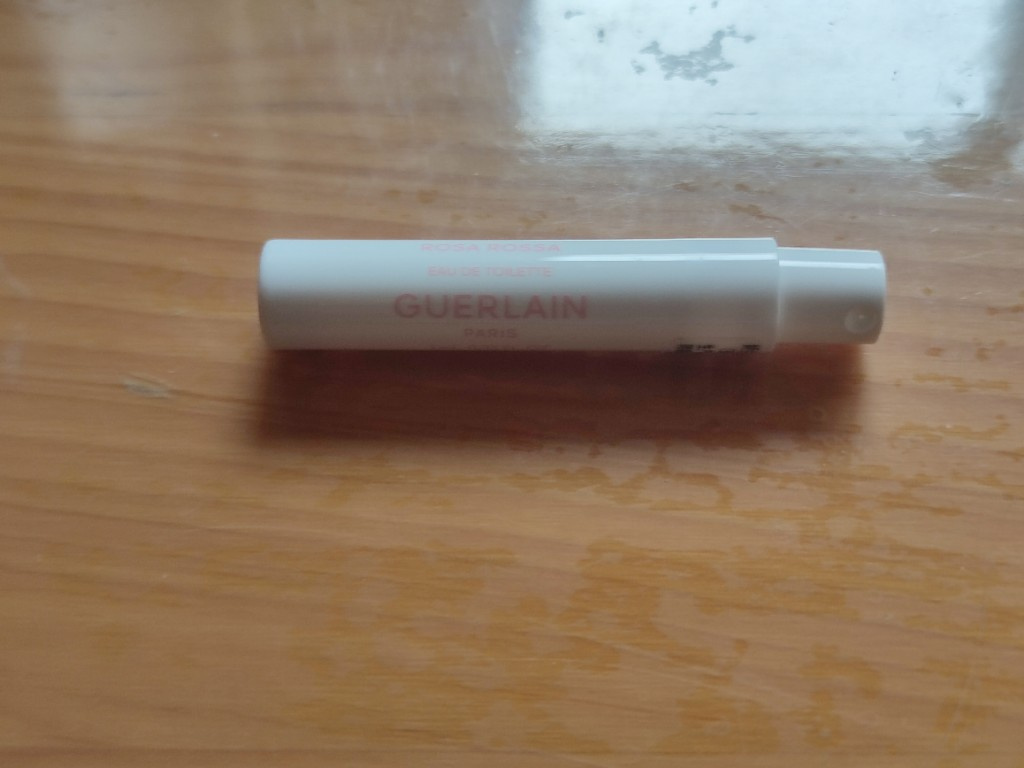 ROSA ROSSA
EAU DE TOILETTE
GUERLAIN
PARIS